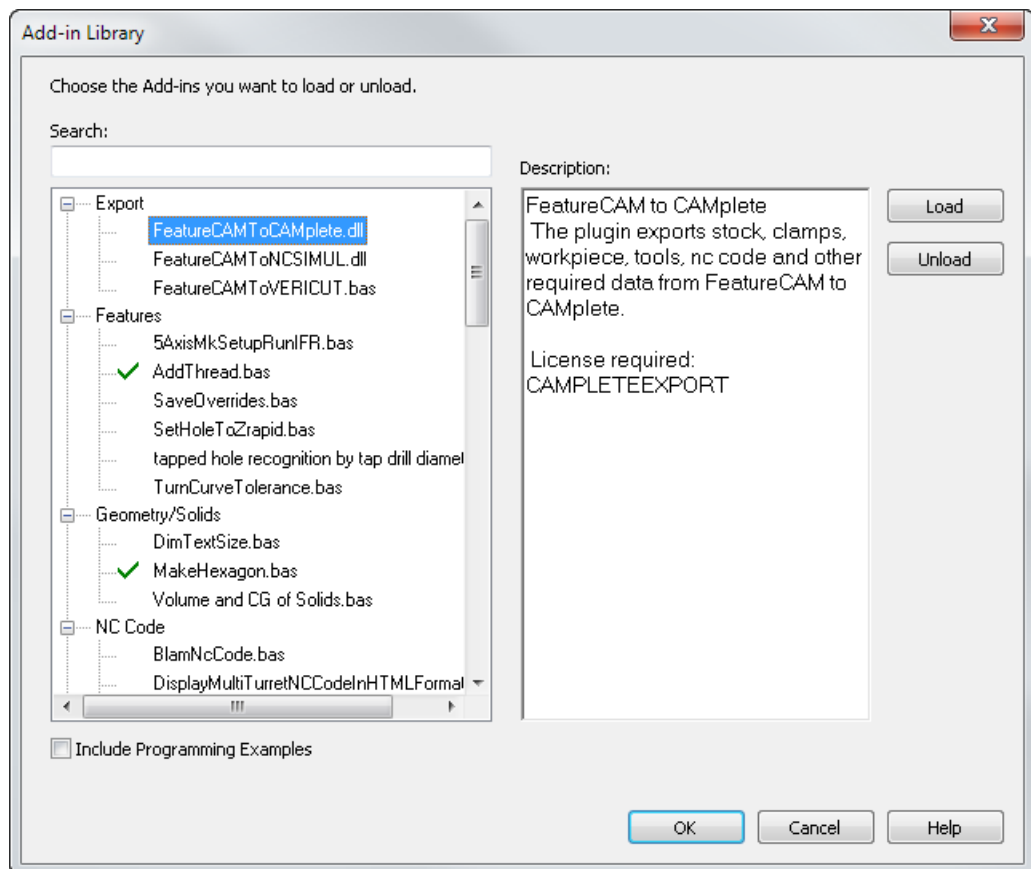 Add-in Library
Choose the Add-ins you want to load or unload.
Search:
Export
FeatureCAMToCAMplete.dll
FeatureCAMToNCSIMUL.dll
FeatureCAMToVERICUT.bas
Features
5AxisMkSetupRunIFR.bas
AddThread.bas
SaveOverrides.bas
SetHoleToZrapid.bas
tapped hole recognition by tap drill diamet
TurnCurveTolerance.bas
Geometry/Solids
DimTextSize.bas
MakeHexagon.bas
Volume and CG of Solids.bas
NC Code
BlamNcCode.bas
DisplayMultiTurretNCCodeInHTMLFormat
Include Programming Examples
Description:
FeatureCAM to CAMplete
The plugin exports stock, clamps,
workpiece, tools, nc code and other
required data from FeatureCAM to
CAMplete.
License required:
CAMPLETEEXPORT
Load
Unload
OK
Cancel
Help